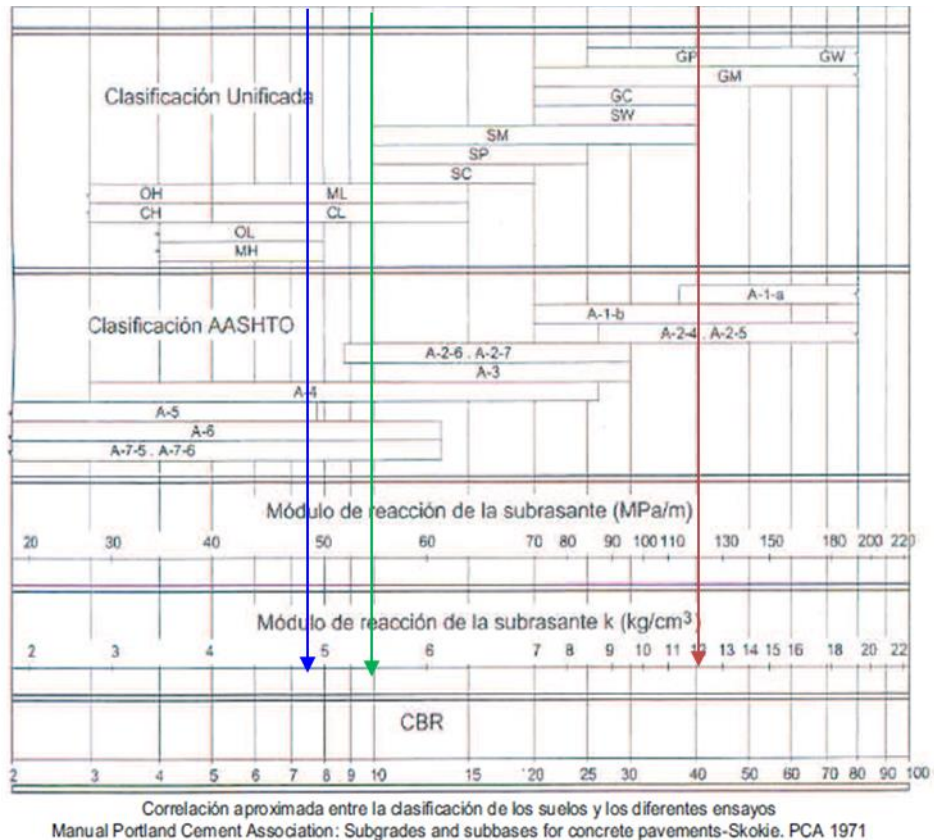 GP GW
GM
Clasificación Unificada
GC
SW
SM
SP
SC
OH ML
CH CL
OL
MH
A-1-a
Clasificación AASHTO
A-1-b
A-2-4 . A-2-5
A-2-6 . A-2-7
A-3
A-4
A-5
A-6
A-7-5 . A-7-6
Módulo de reacción de la subrasante (MPa/m)
20 30 40 50 60 70 80 90 100 110 130 150 180 200 220
Módulo de reacción de la subrasante k (kg/cm³)
2 3 4 5 6 7 8 9 10 11 12 13 14 15 16 18 20 22
CBR
2 3 4 5 6 7 8 9 10 15 20 25 30 40 50 60 70 80 90 100
Correlación aproximada entre la clasificación de los suelos y los diferentes ensayos
Manual Portland Cement Association: Subgrades and subbases for concrete pavements-Skokie. PCA 1971